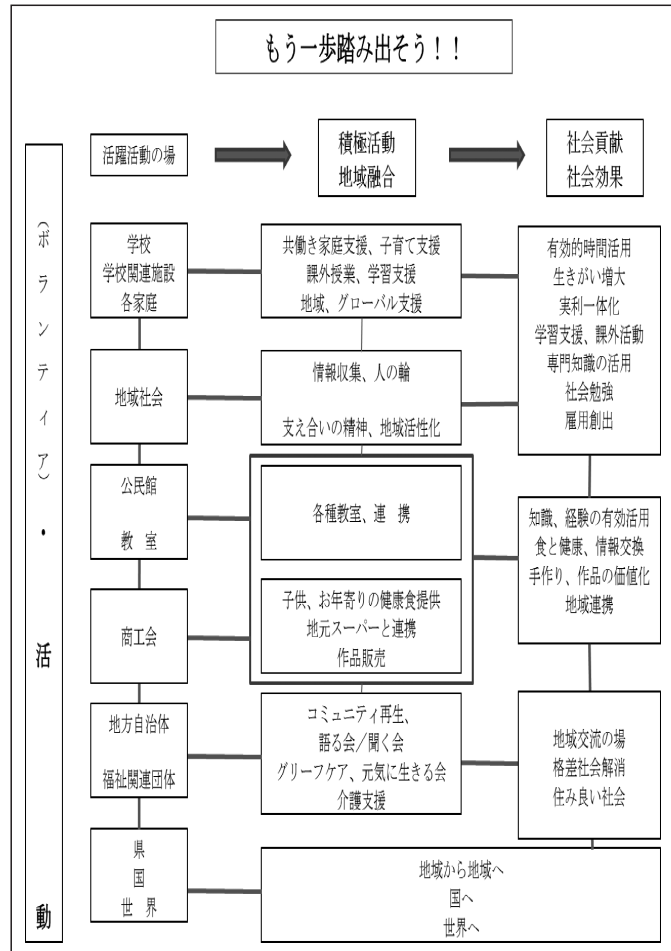 もう一歩踏み出そう！！
活躍活動の場
積極活動
地域融合
社会貢献
社会効果
（ボランティア）・活動
学校
学校関連施設
各家庭
共働き家庭支援、子育て支援
課外授業、学習支援
地域、グローバル支援
有効的時間活用
生きがい増大
実利一体化
学習支援、課外活動
専門知識の活用
社会勉強
雇用創出
地域社会
情報収集、人の輪
支え合いの精神、地域活性化
公民館
教　室
各種教室、連 携
知識、経験の有効活用
食と健康、情報交換
手作り、作品の価値化
地域連携
商工会
子供、お年寄りの健康食提供
地元スーパーと連携
作品販売
地方自治体
福祉関連団体
コミュニティ再生、
語る会／聞く会
グリーフケア、元気に生きる会
介護支援
地域交流の場
格差社会解消
住み良い社会
県
国
世 界
地域から地域へ
国へ
世界へ